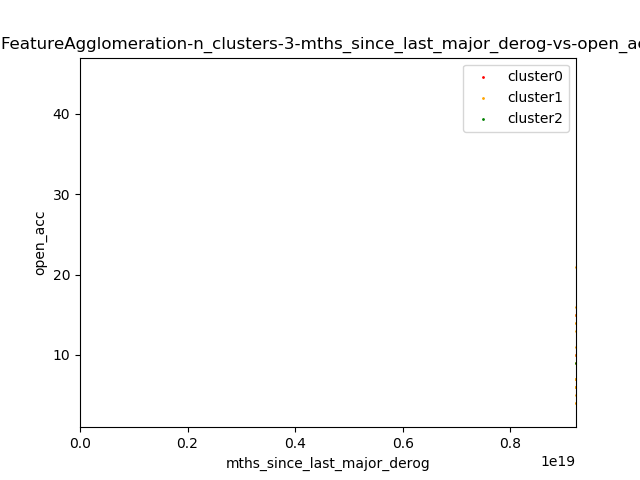 FeatureAgglomeration-n_clusters-3-mths_since_last_major_derog-vs-open_a
cluster0
cluster1
cluster2
40
30
20
10
open_acc
0.0 0.2 0.4 0.6 0.8
1e19
mths_since_last_major_derog